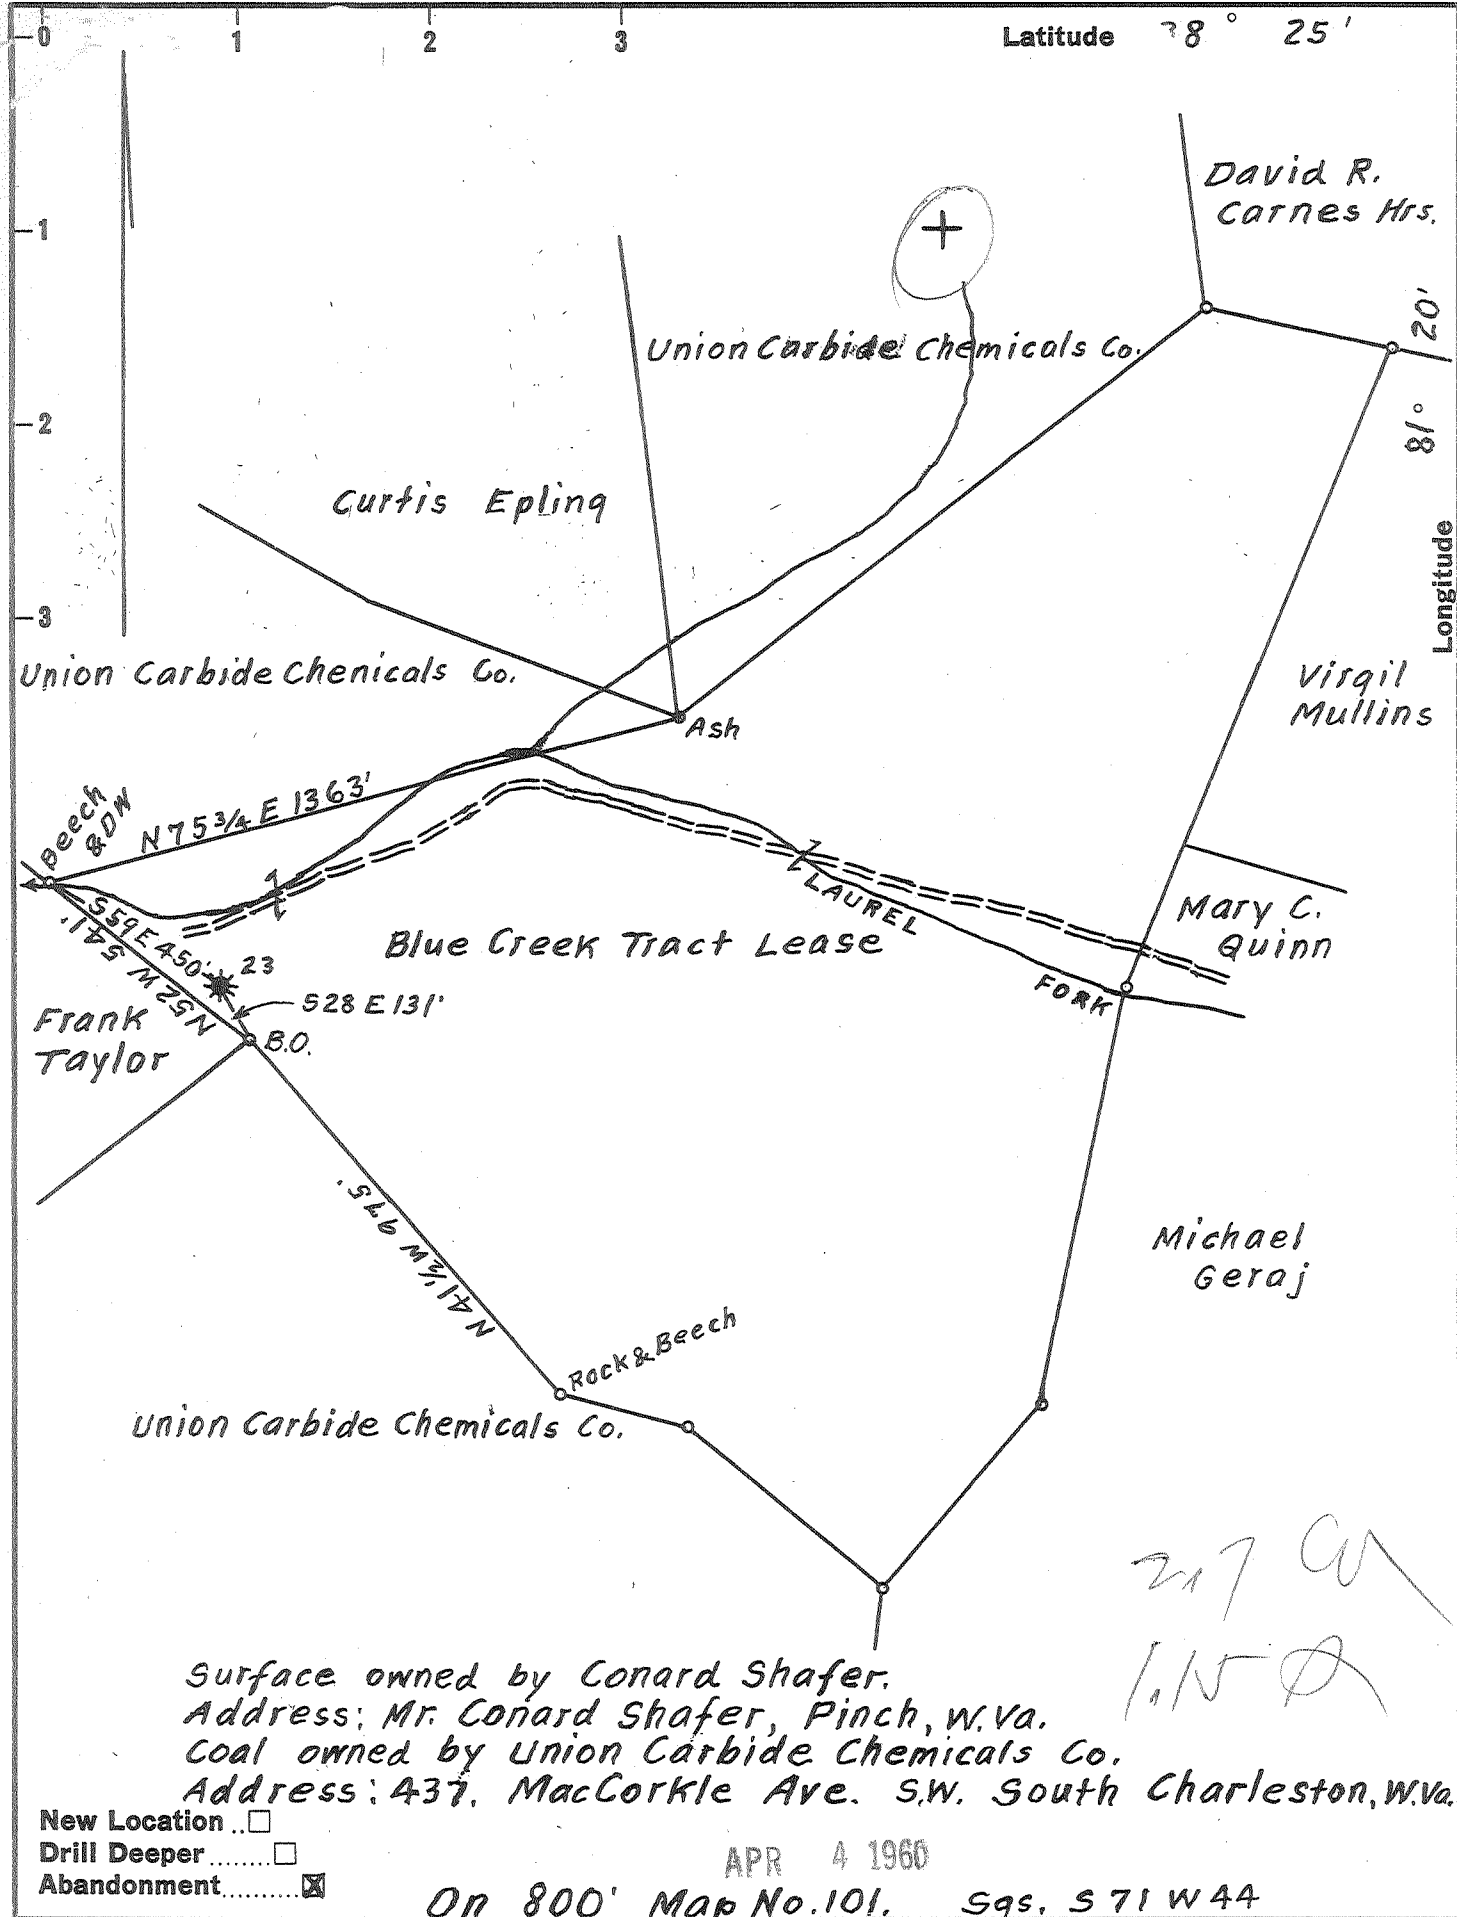 0 1 2 3
Latitude 38° 25'
1
2
3
David R.
Carnes Hrs.
+
Union Carbide Chemicals Co.
81° 20'
Longitude
Curtis Epling
Union Carbide Chenicals Co.
Ash
Virgil
Mullins
Beech
& DW
N 75 3/4 E 1363'
LAUREL
FORK
Mary C.
Quinn
S59E 450'
N52W 541'
Blue Creek Tract Lease
23
S28 E 131'
Frank
Taylor
B.O.
N41½W 975'
Michael
Geraj
Rock & Beech
Union Carbide Chemicals Co.
Surface owned by Conard Shafer.
Address: Mr. Conard Shafer, Pinch, W.Va.
Coal owned by Union Carbide Chemicals Co.
Address: 437. MacCorkle Ave. S.W. South Charleston, W.Va.
New Location .. ☐
Drill Deeper ........ ☐
Abandonment .......... ☒
APR 4 1960
On 800' Map No. 101. Sqs. S 71 W 44